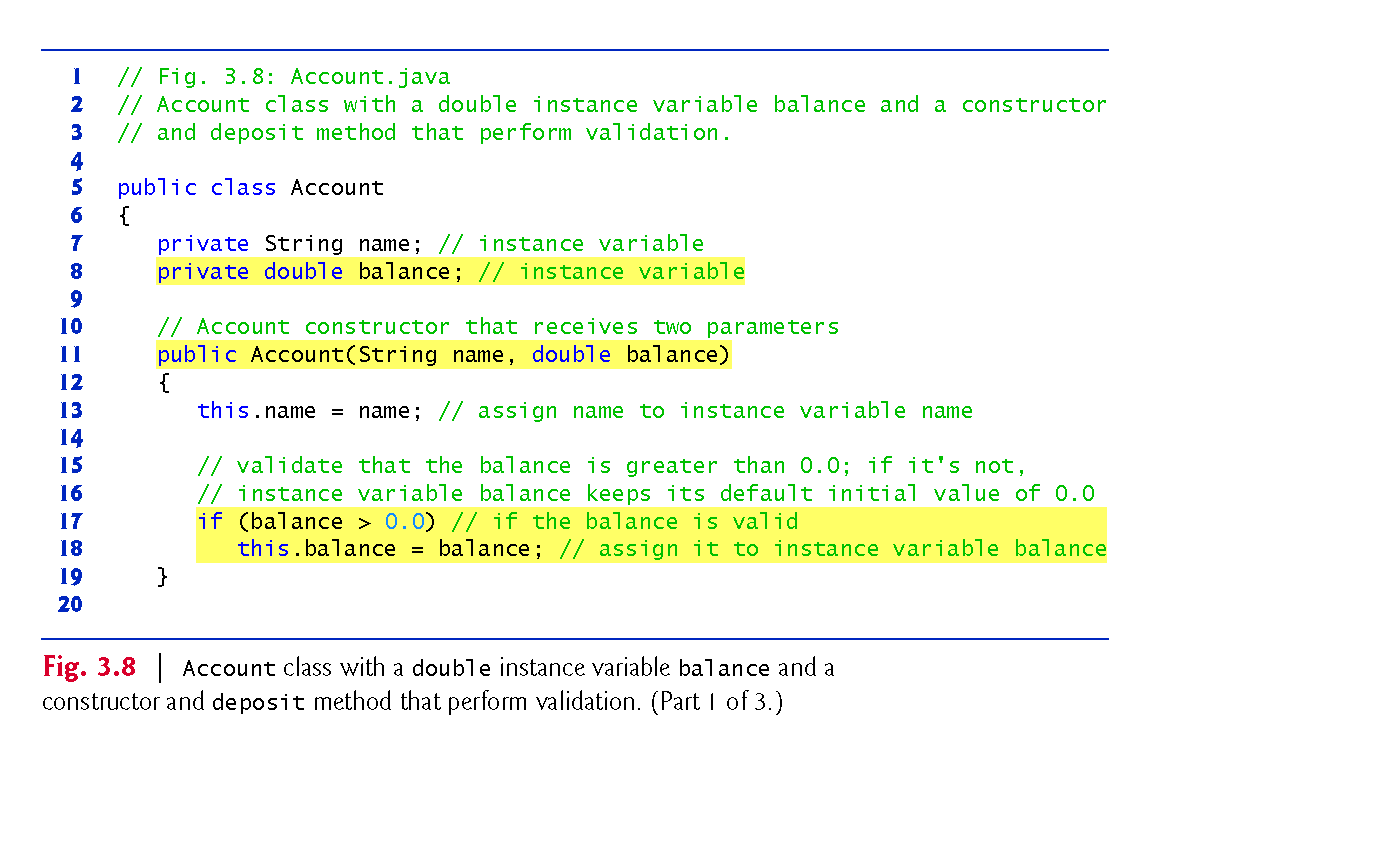 1 // Fig. 3.8: Account.java
2 // Account class with a double instance variable balance and a constructor
3 // and deposit method that perform validation.
4
5 public class Account
6 {
7    private String name; // instance variable
8    private double balance; // instance variable
9
10    // Account constructor that receives two parameters
11    public Account(String name, double balance)
12    {
13       this.name = name; // assign name to instance variable name
14
15       // validate that the balance is greater than 0.0; if it's not,
16       // instance variable balance keeps its default initial value of 0.0
17       if (balance > 0.0) // if the balance is valid
18          this.balance = balance; // assign it to instance variable balance
19    }
20
Fig. 3.8 | Account class with a double instance variable balance and a
constructor and deposit method that perform validation. (Part 1 of 3.)